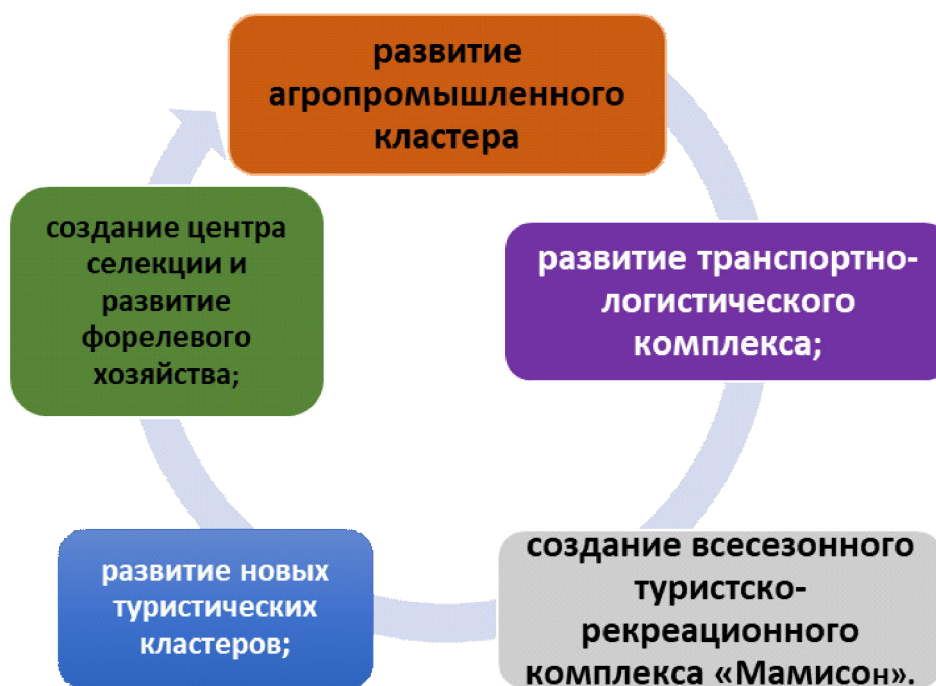 развитие
агропромышленного
кластера
развитие транспортно-
логистического
комплекса;
создание всесезонного
туристско-
рекреационного
комплекса «Мамисон».
развитие новых
туристических
кластеров;
создание центра
селекции и
развитие
форелевого
хозяйства;